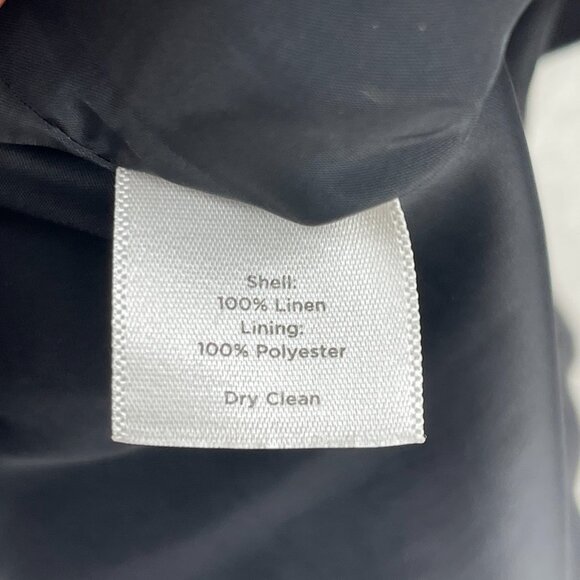 Shell:
100% Linen
Lining:
100% Polyester
Dry Clean